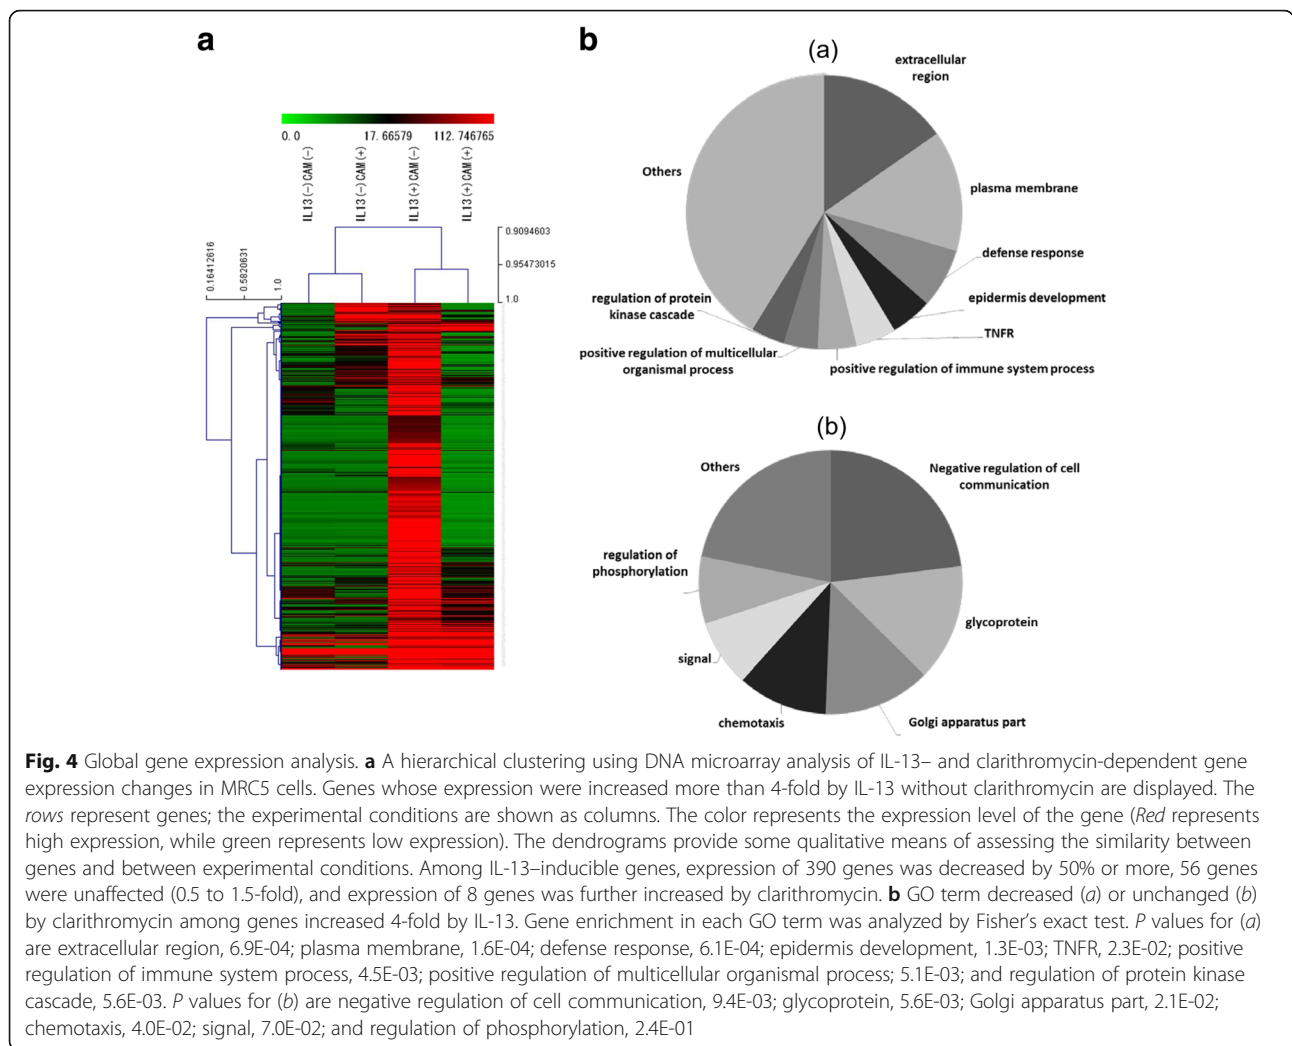 a
0.0 17.66579 112.746765
IL13(-)CAM(-)
IL13(-)CAM(+)
IL13(+)CAM(-)
IL13(+)CAM(+)
0.9094603
0.95473015
1.0
0.16412616
0.5820631
1.0
b
(a)
extracellular
region
plasma membrane
defense response
epidermis development
TNFR
positive regulation of immune system process
positive regulation of multicellular
organismal process
regulation of protein
kinase cascade
Others
(b)
Negative regulation of cell
communication
glycoprotein
Golgi apparatus part
chemotaxis
signal
regulation of
phosphorylation
Others
Fig. 4 Global gene expression analysis. a A hierarchical clustering using DNA microarray analysis of IL-13– and clarithromycin-dependent gene
expression changes in MRC5 cells. Genes whose expression were increased more than 4-fold by IL-13 without clarithromycin are displayed. The
rows represent genes; the experimental conditions are shown as columns. The color represents the expression level of the gene (Red represents
high expression, while green represents low expression). The dendrograms provide some qualitative means of assessing the similarity between
genes and between experimental conditions. Among IL-13–inducible genes, expression of 390 genes was decreased by 50% or more, 56 genes
were unaffected (0.5 to 1.5-fold), and expression of 8 genes was further increased by clarithromycin. b GO term decreased (a) or unchanged (b)
by clarithromycin among genes increased 4-fold by IL-13. Gene enrichment in each GO term was analyzed by Fisher's exact test. P values for (a)
are extracellular region, 6.9E-04; plasma membrane, 1.6E-04; defense response, 6.1E-04; epidermis development, 1.3E-03; TNFR, 2.3E-02; positive
regulation of immune system process, 4.5E-03; positive regulation of multicellular organismal process; 5.1E-03; and regulation of protein kinase
cascade, 5.6E-03. P values for (b) are negative regulation of cell communication, 9.4E-03; glycoprotein, 5.6E-03; Golgi apparatus part, 2.1E-02;
chemotaxis, 4.0E-02; signal, 7.0E-02; and regulation of phosphorylation, 2.4E-01